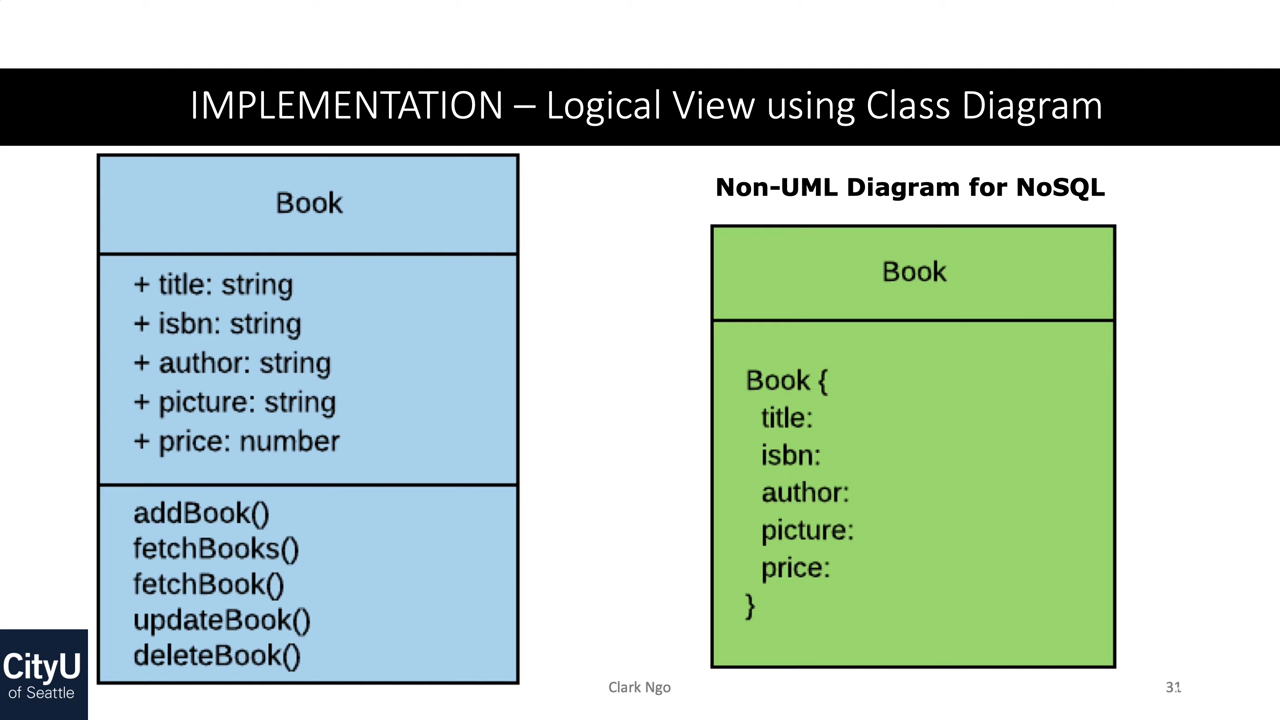 IMPLEMENTATION – Logical View using Class Diagram
Book
+ title: string
+ isbn: string
+ author: string
+ picture: string
+ price: number
addBook()
fetchBooks()
fetchBook()
updateBook()
deleteBook()
Non-UML Diagram for NoSQL
Book
Book {
title:
isbn:
author:
picture:
price:
}
CityU
of Seattle
Clark Ngo
31